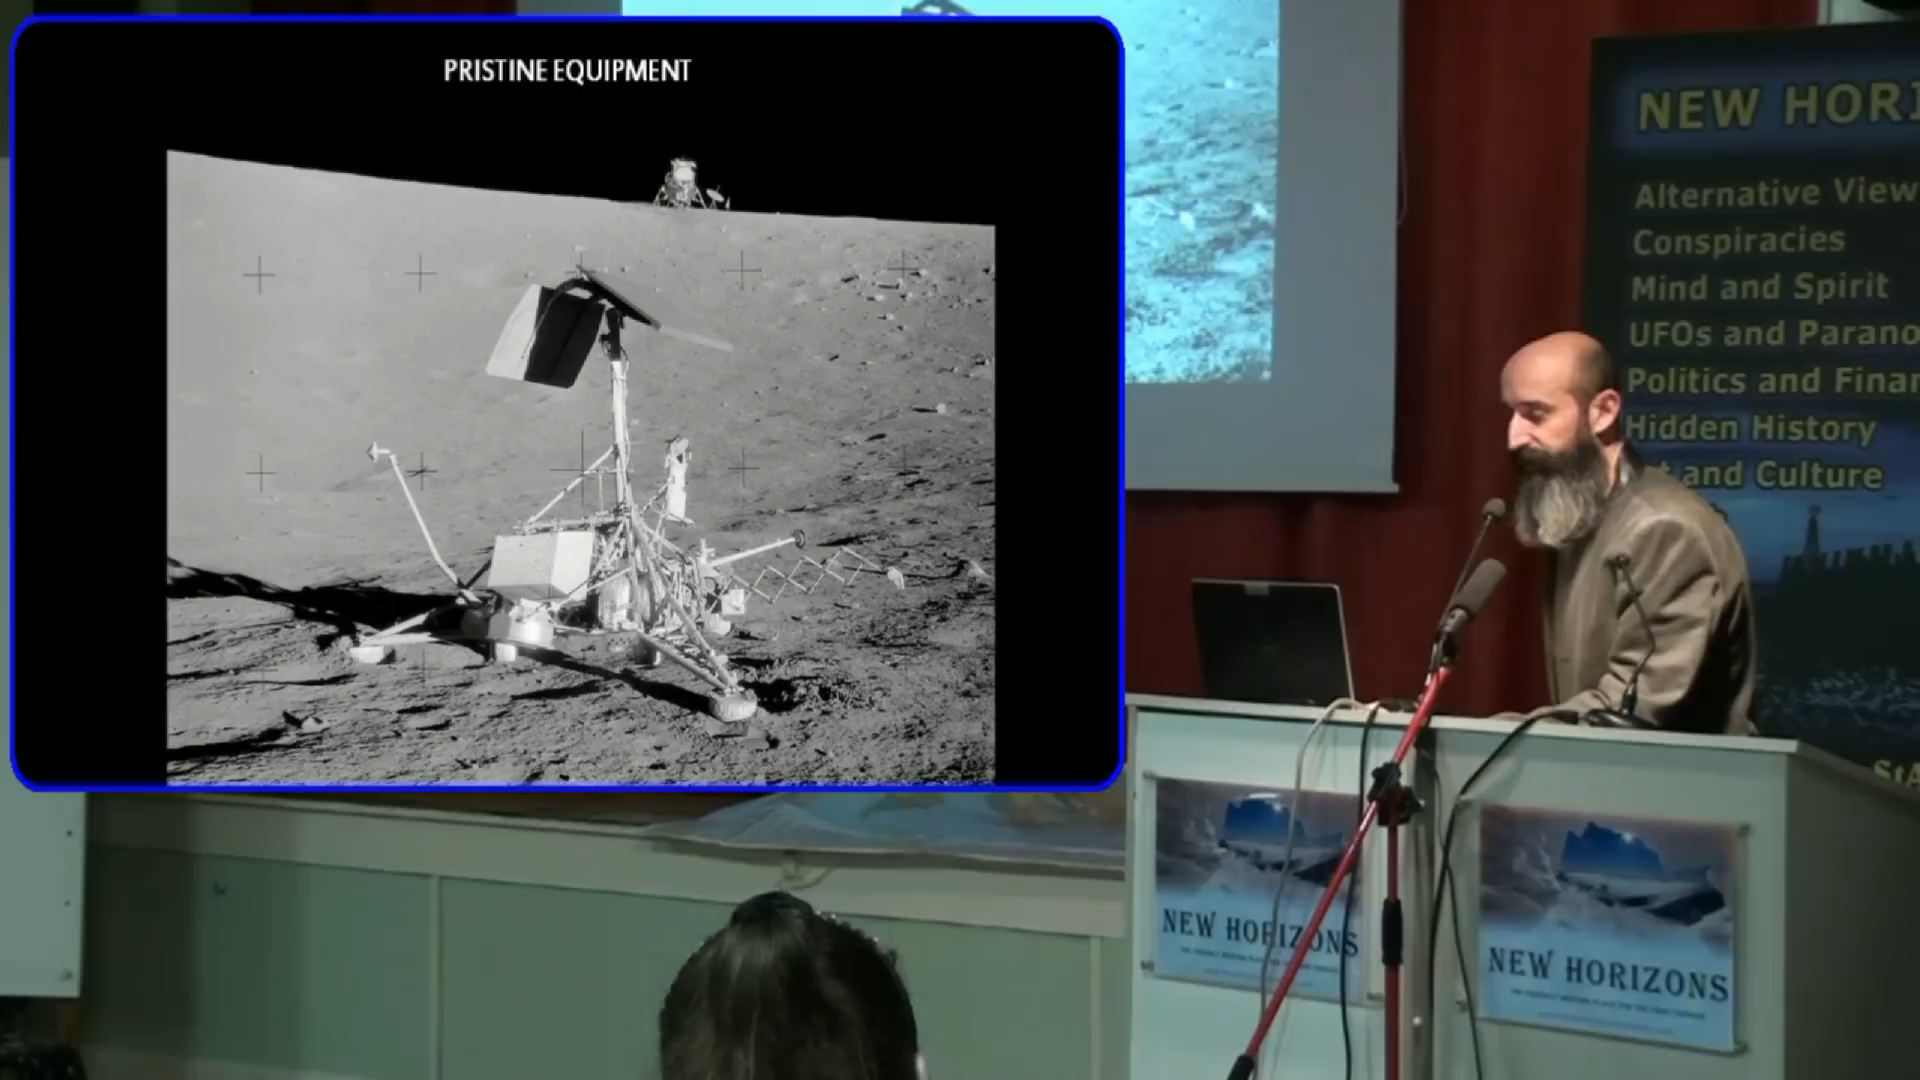 PRISTINE EQUIPMENT
NEW HORI
Alternative View
Conspiracies
Mind and Spirit
UFOs and Parano
Politics and Finan
Hidden History
and Culture
StA
NEW HORIZONS
NEW HORIZONS